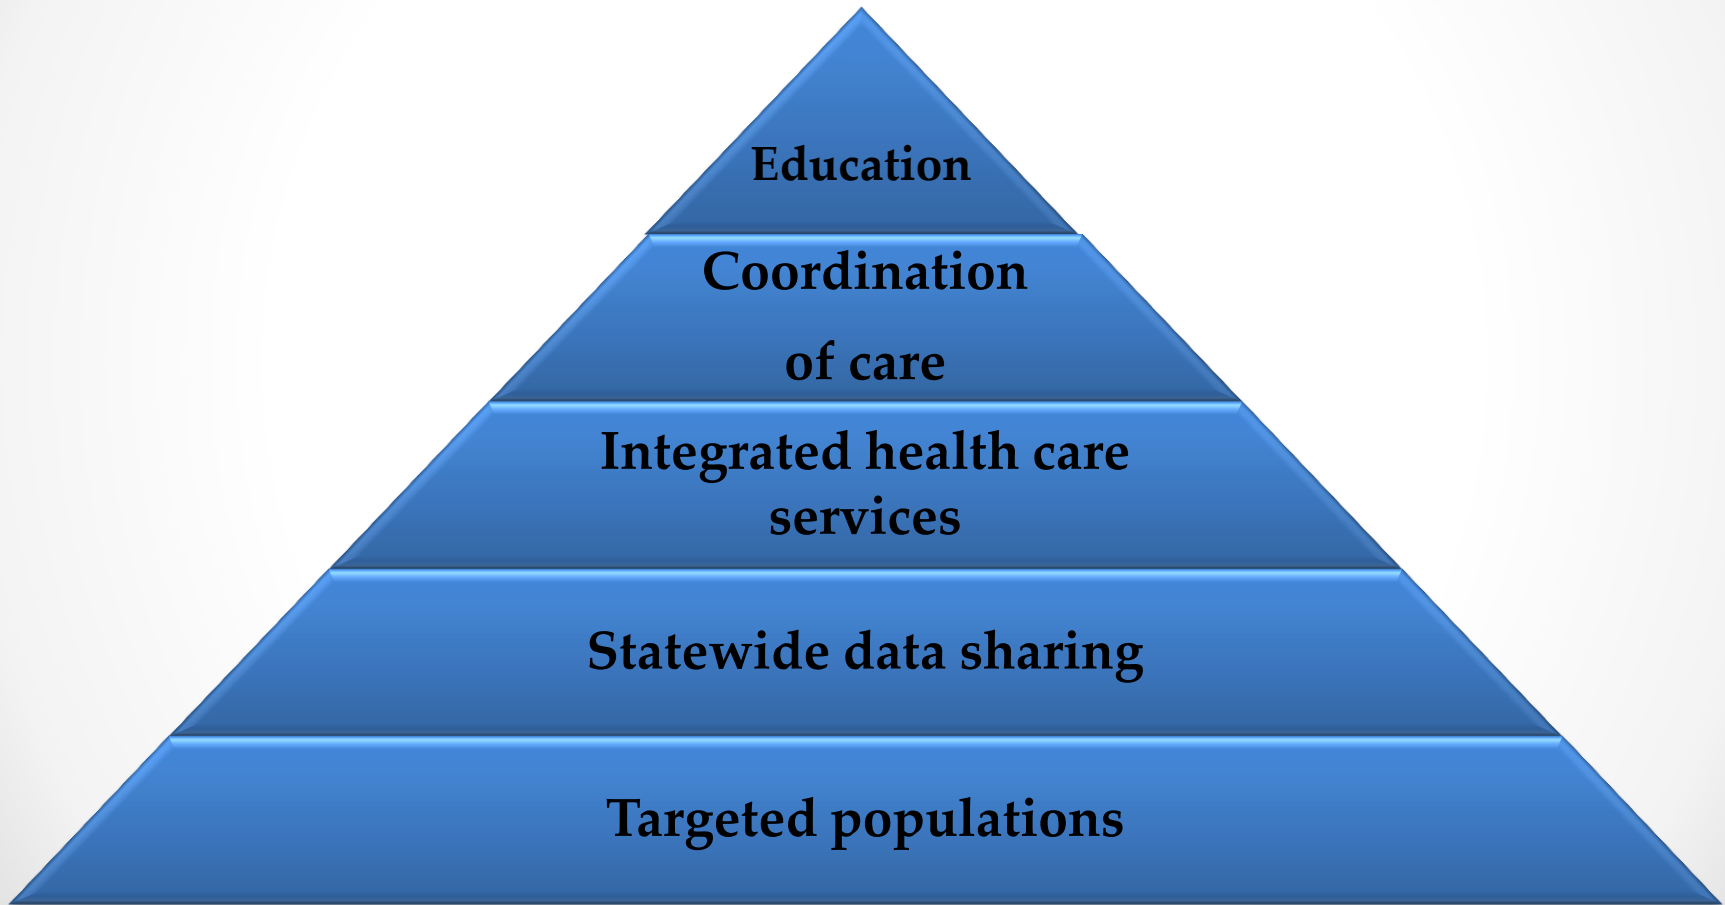 Education
Coordination
of care
Integrated health care
services
Statewide data sharing
Targeted populations